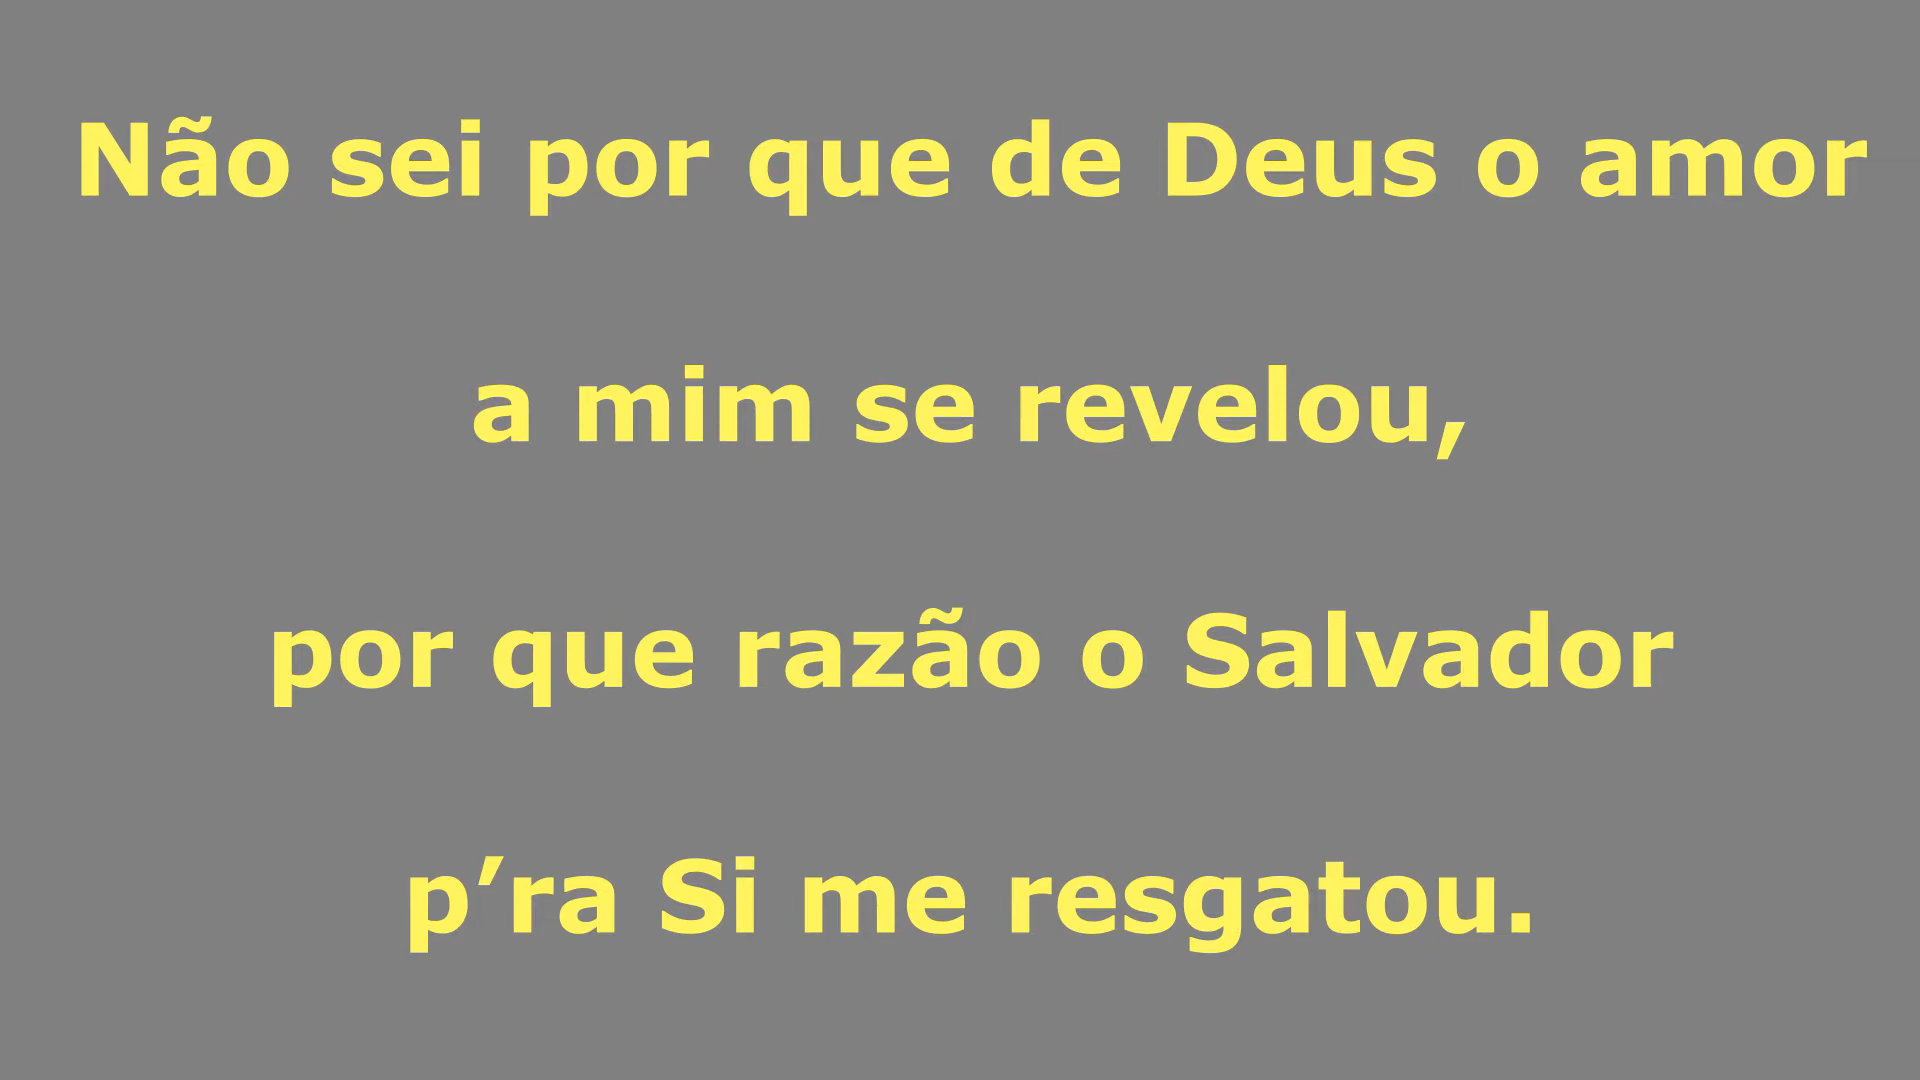 Não sei por que de Deus o amor
a mim se revelou,
por que razão o Salvador
p’ra Si me resgatou.